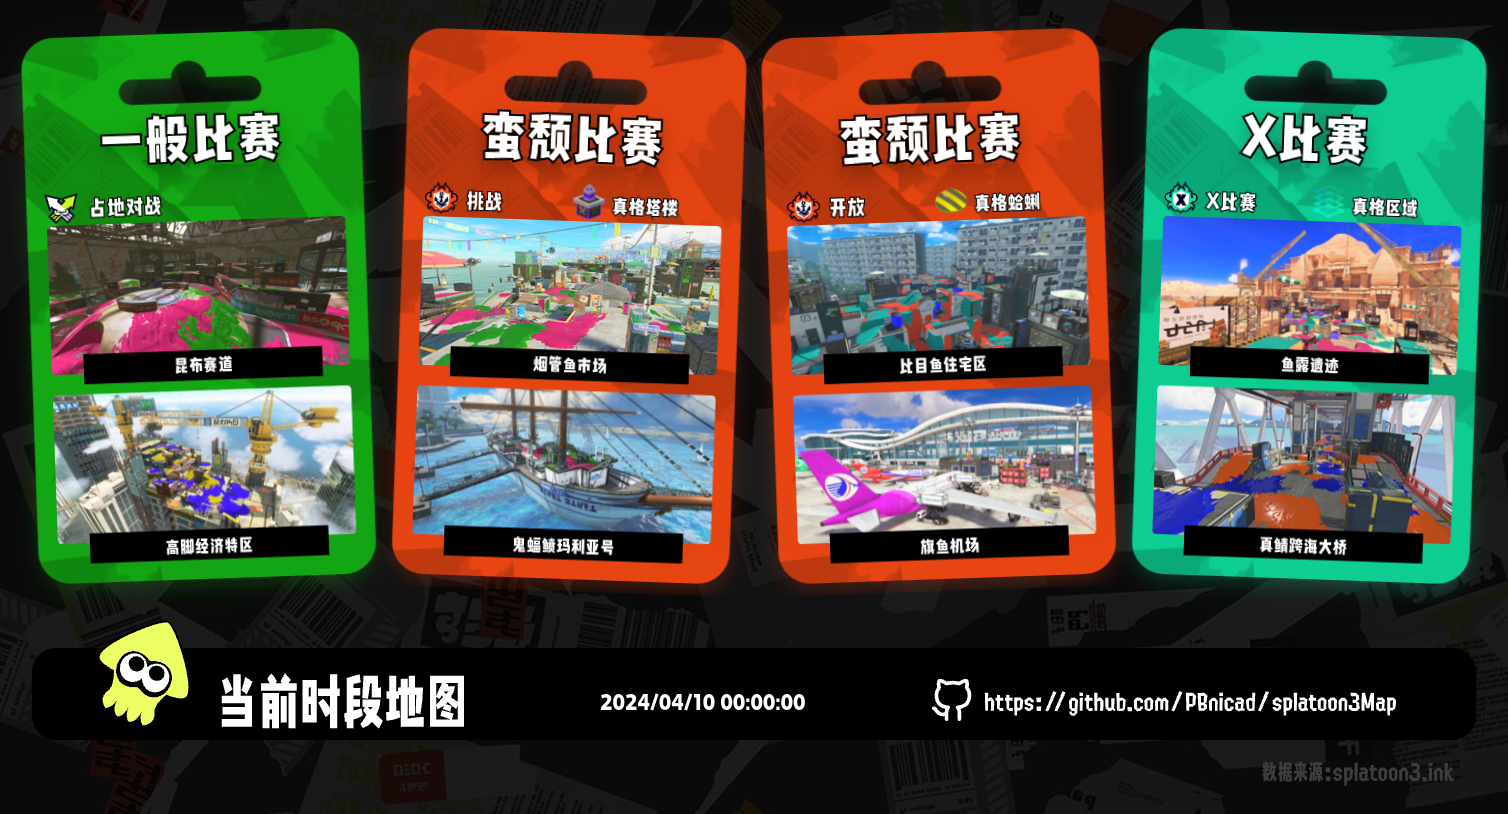 一般比赛
占地对战
昆布赛道
高脚经济特区
蛮颓比赛
挑战
真格塔楼
烟管鱼市场
鬼蝠鲼玛利亚号
蛮颓比赛
开放
真格蛤蜊
比目鱼住宅区
旗鱼机场
X比赛
X比赛
真格区域
鱼露遗迹
真鲭跨海大桥
当前时段地图
2024/04/10 00:00:00
https://github.com/PBnicad/splatoon3Map
数据来源:splatoon3.ink